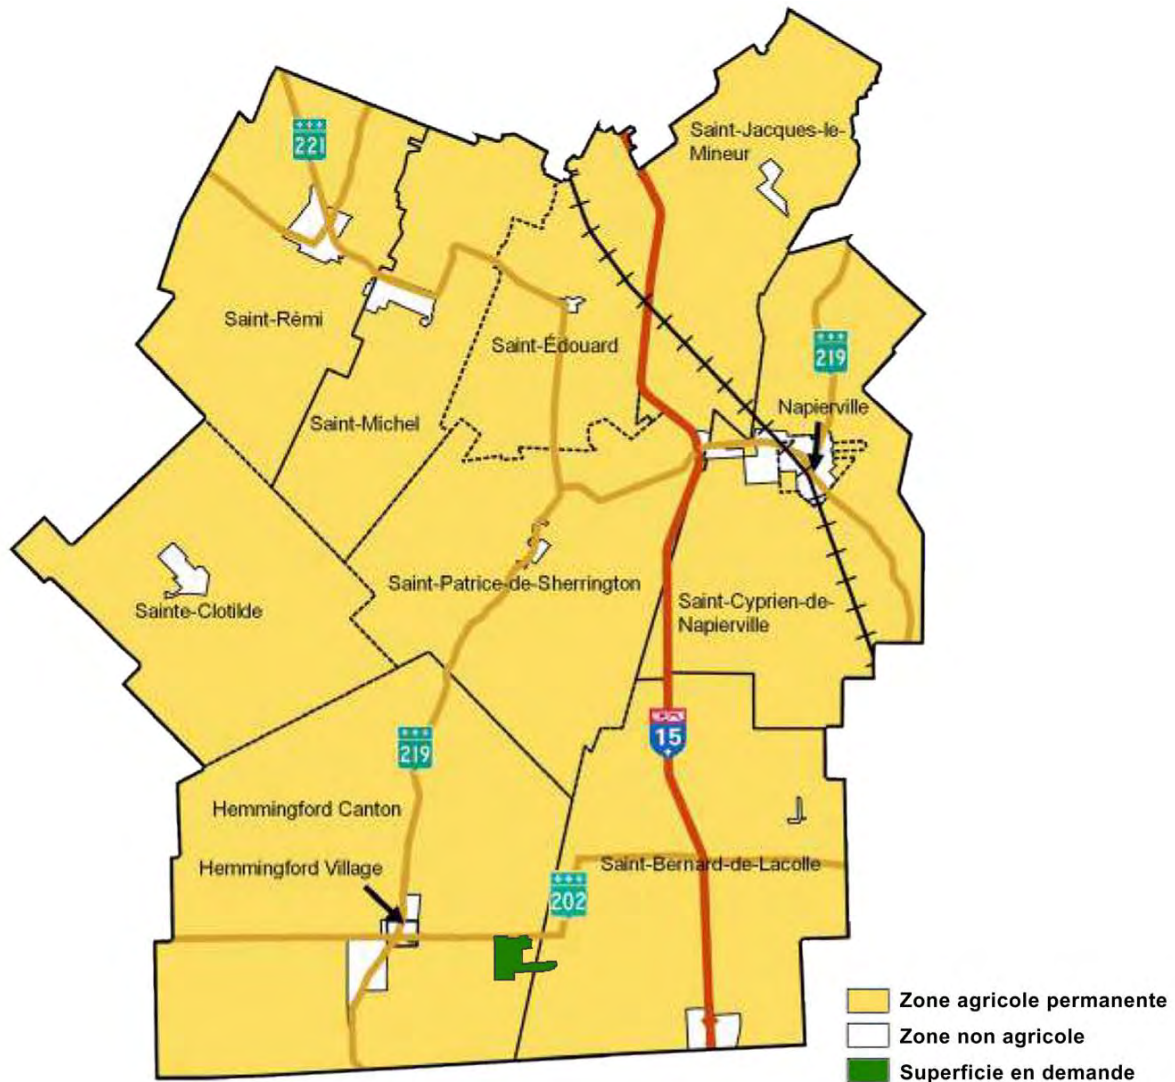 Saint-Jacques-le-
Mineur
221
Saint-Rémi
Saint-Édouard
219
Napierville
Saint-Michel
Saint-Patrice-de-Sherrington
Sainte-Clotilde
Saint-Cyprien-de-
Napierville
15
219
Hemmingford Canton
Hemmingford Village
Saint-Bernard-de-Lacolle
202
Zone agricole permanente
Zone non agricole
Superficie en demande